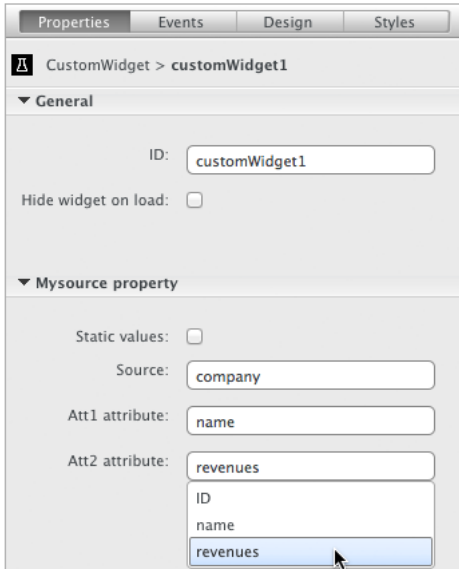 Properties Events Design Styles
CustomWidget > customWidget1
General
ID: customWidget1
Hide widget on load:
Mysource property
Static values:
Source: company
Att1 attribute: name
Att2 attribute: revenues
ID
name
revenues